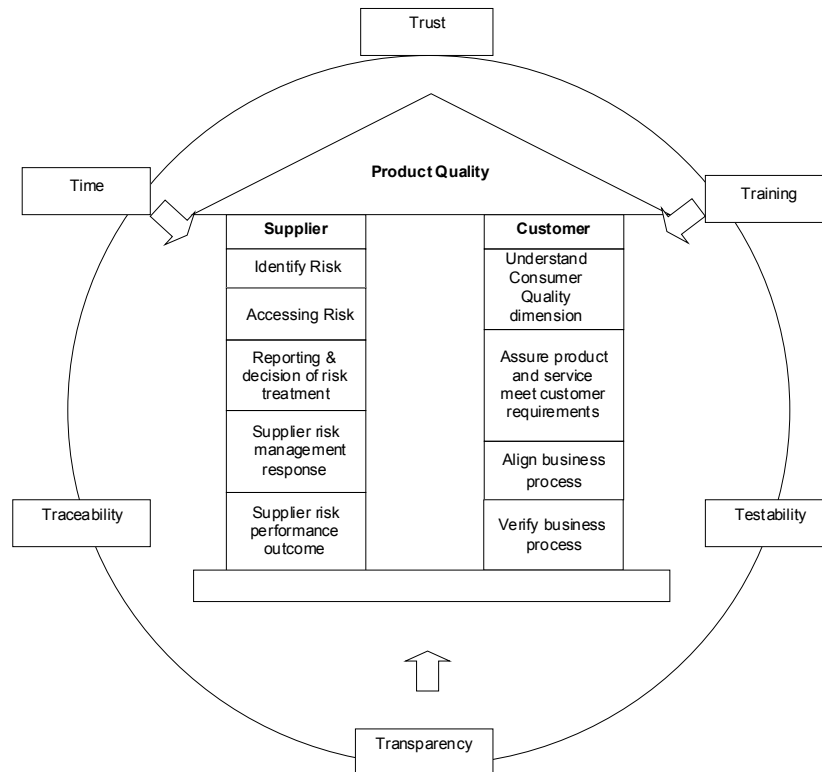 Trust
Time
Product Quality
Training
Supplier
Identify Risk
Accessing Risk
Reporting &
decision of risk
treatment
Supplier risk
management
response
Supplier risk
performance
outcome
Customer
Understand
Consumer
Quality
dimension
Assure product
and service
meet customer
requirements
Align business
process
Verify business
process
Traceability
Testability
Transparency